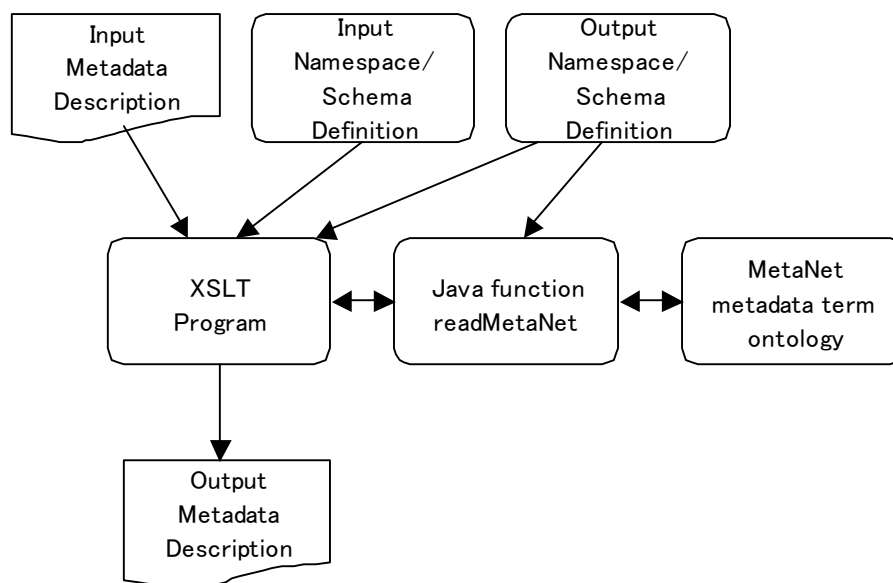 Input
Metadata
Description
Input
Namespace/
Schema
Definition
Output
Namespace/
Schema
Definition
XSLT
Program
Java function
readMetaNet
MetaNet
metadata term
ontology
Output
Metadata
Description